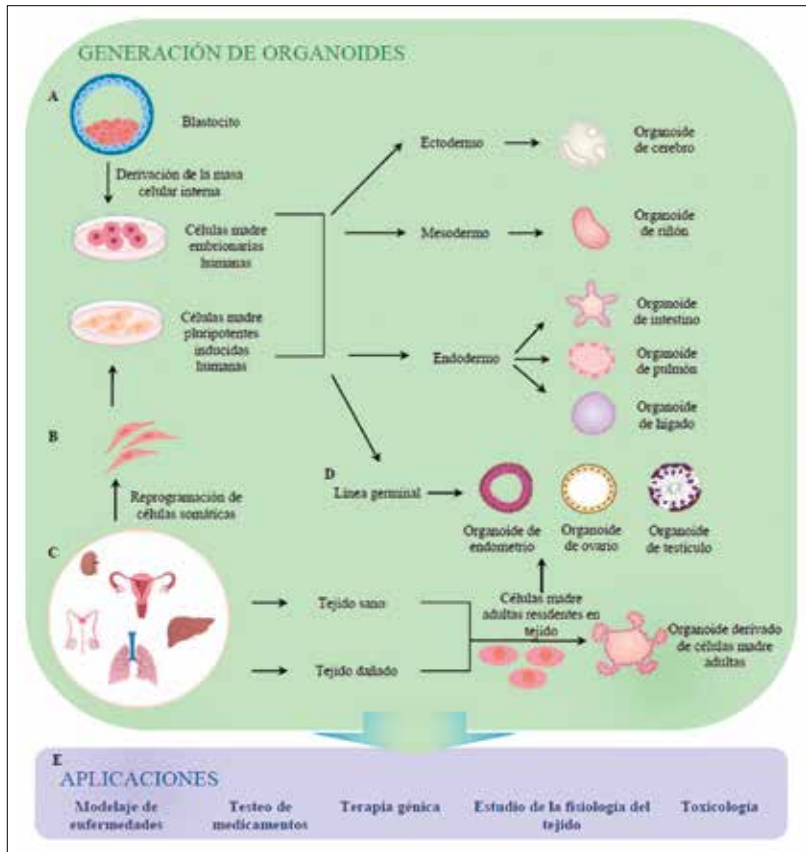 GENERACIÓN DE ORGANOIDES
A
Blastocito
Derivación de la masa
celular interna
Células madre
embrionarias
humanas
Células madre
pluripotentes
inducidas
humanas
Ectodermo
Organoide
de cerebro
Mesodermo
Organoide
de riñón
Endodermo
Organoide
de intestino
Organoide
de pulmón
Organoide
de hígado
B
Reprogramación de
células somáticas
D
Línea germinal
Organoide de
endometrio
Organoide
de ovario
Organoide
de testículo
C
Tejido sano
Tejido dañado
Células madre
adultas residentes en
tejido
Organoide derivado
de células madre
adultas
E
APLICACIONES
Modelaje de
enfermedades
Testeo de
medicamentos
Terapia génica
Estudio de la fisiología del
tejido
Toxicología